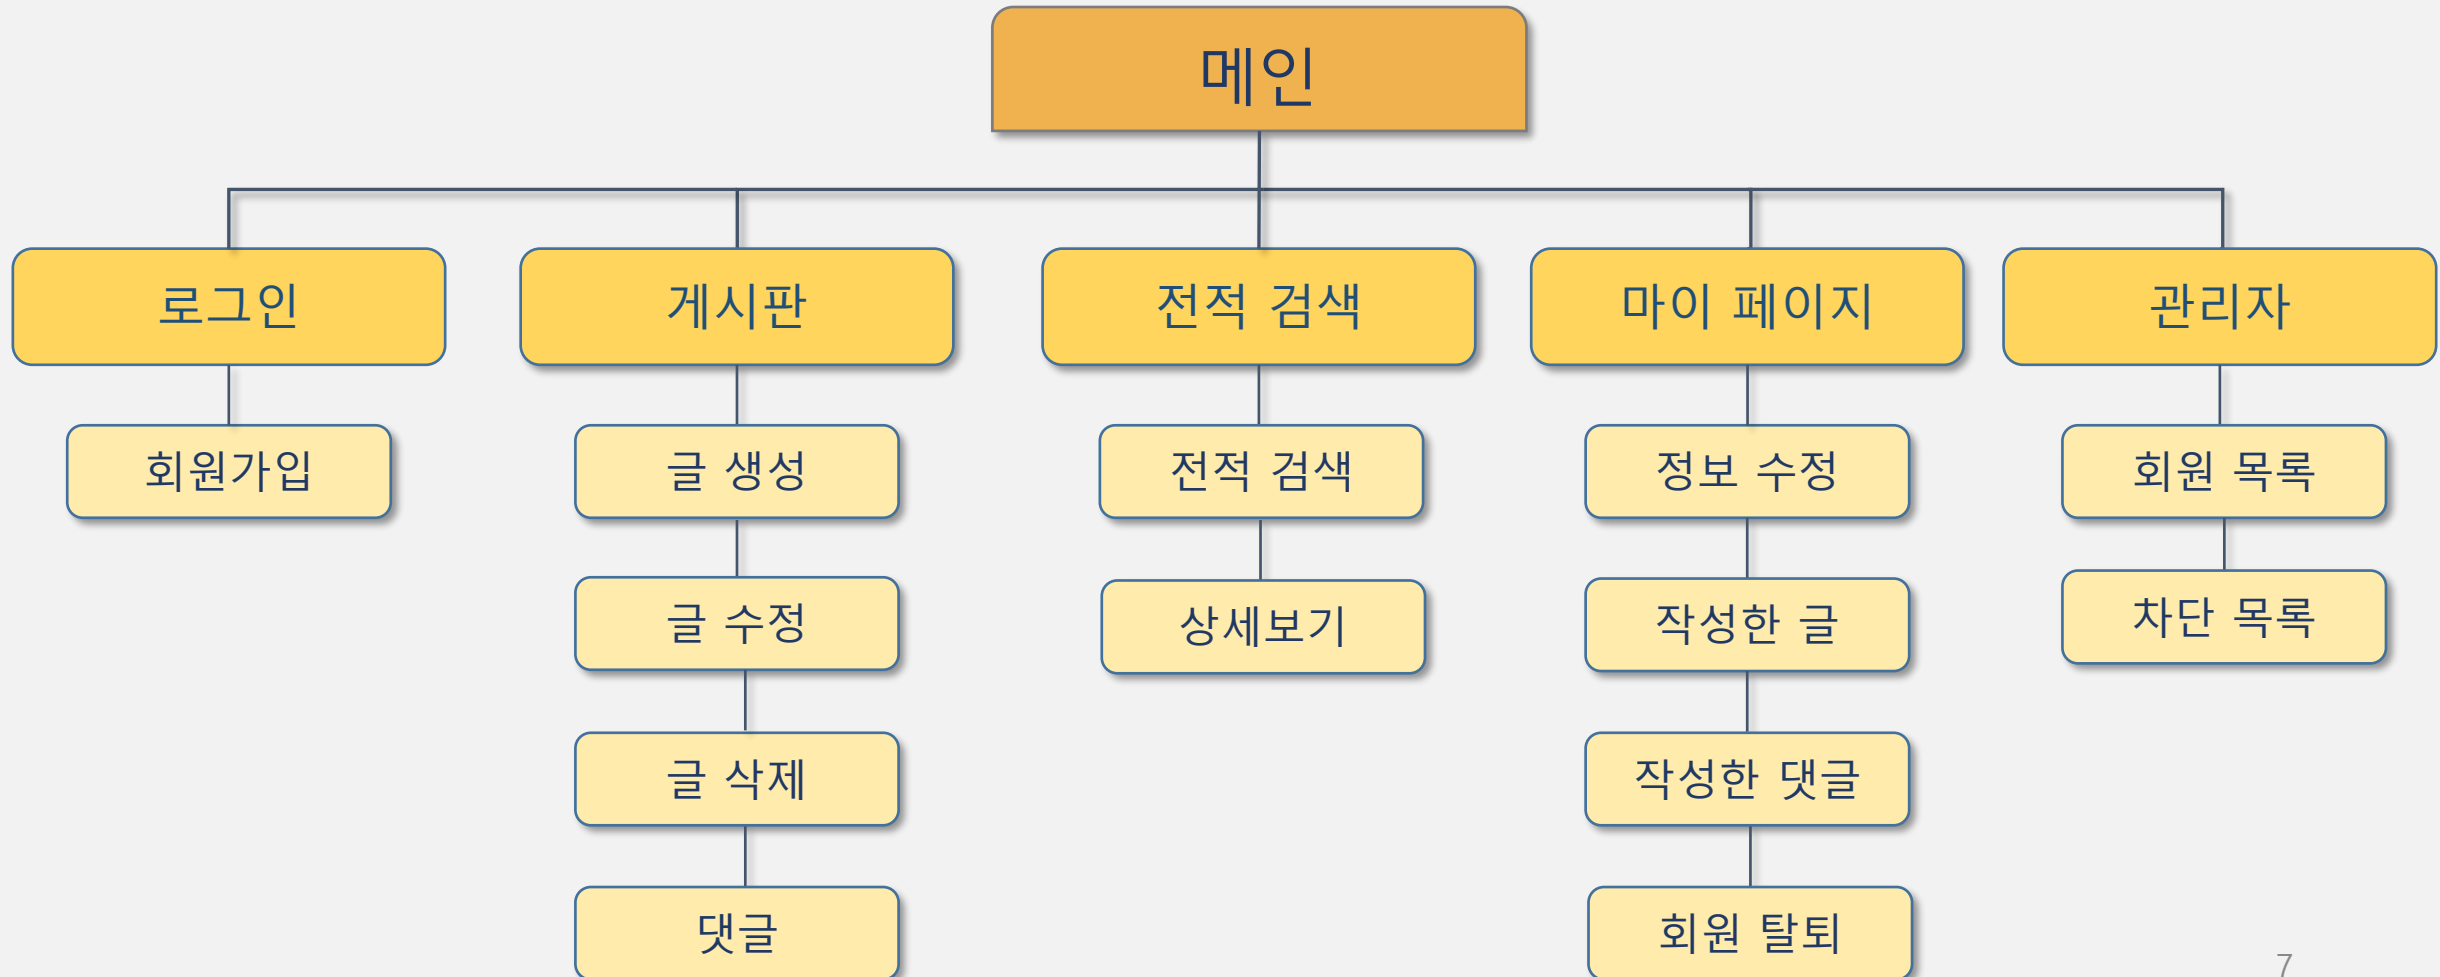 메인
로그인
게시판
전적 검색
마이 페이지
관리자
회원가입
글 생성
전적 검색
정보 수정
회원 목록
글 수정
상세보기
작성한 글
차단 목록
글 삭제
작성한 댓글
댓글
회원 탈퇴
7